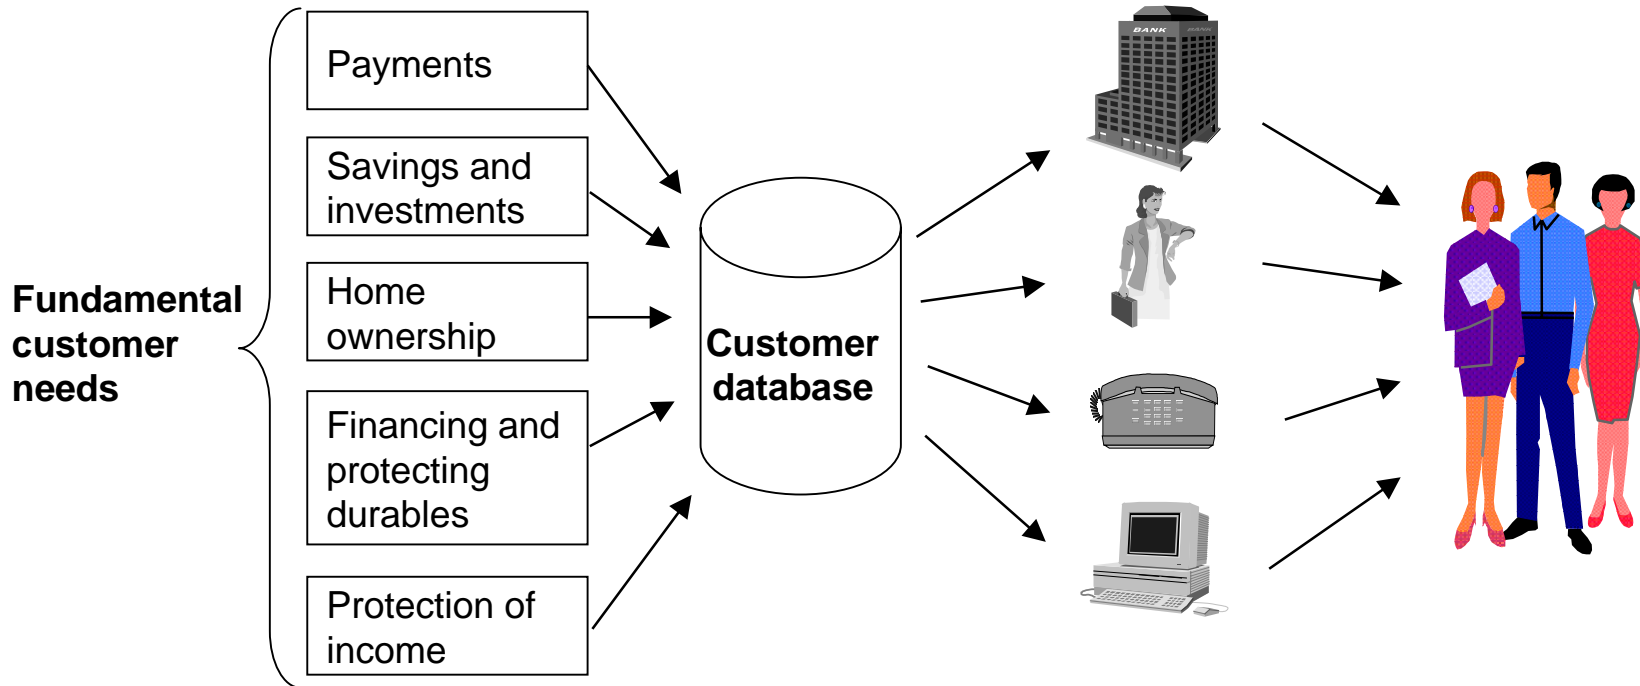 Payments
Savings and
investments
Fundamental
customer
needs
Home
ownership
Financing and
protecting
durables
Protection of
income
Customer
database
BANK